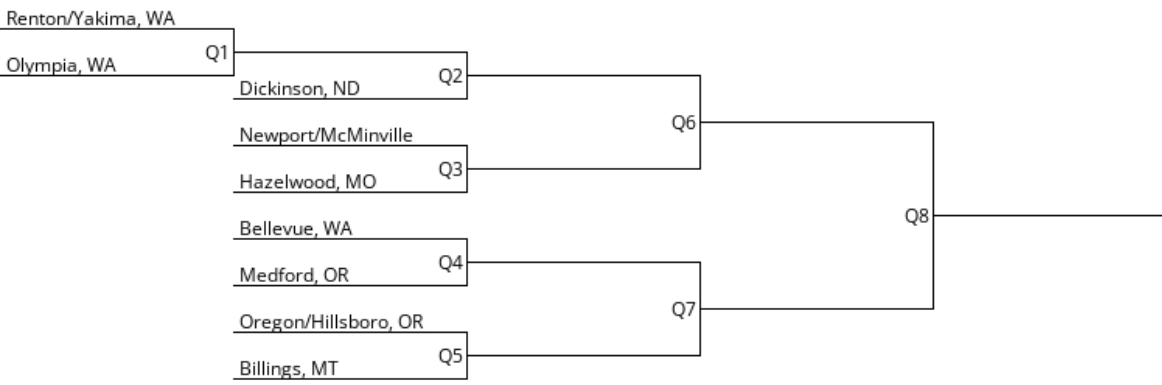 Renton/Yakima, WA
Q1
Olympia, WA
Q2
Dickinson, ND
Q6
Newport/McMinville
Q3
Hazelwood, MO
Q8
Bellevue, WA
Q4
Medford, OR
Q7
Oregon/Hillsboro, OR
Q5
Billings, MT